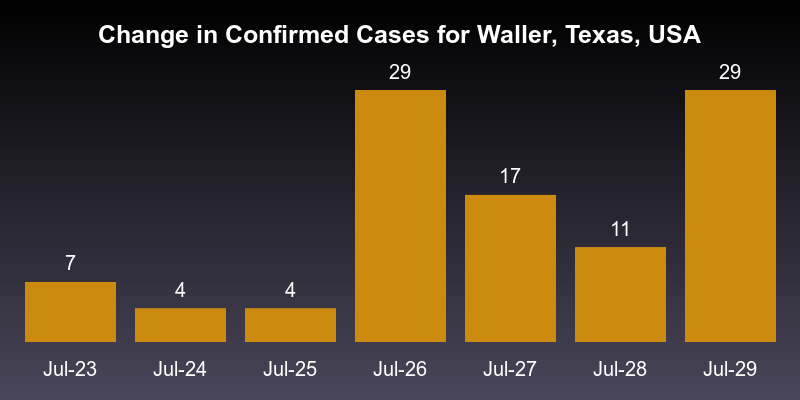 Change in Confirmed Cases for Waller, Texas, USA
29 29
17
11
7
4 4
Jul-23 Jul-24 Jul-25 Jul-26 Jul-27 Jul-28 Jul-29